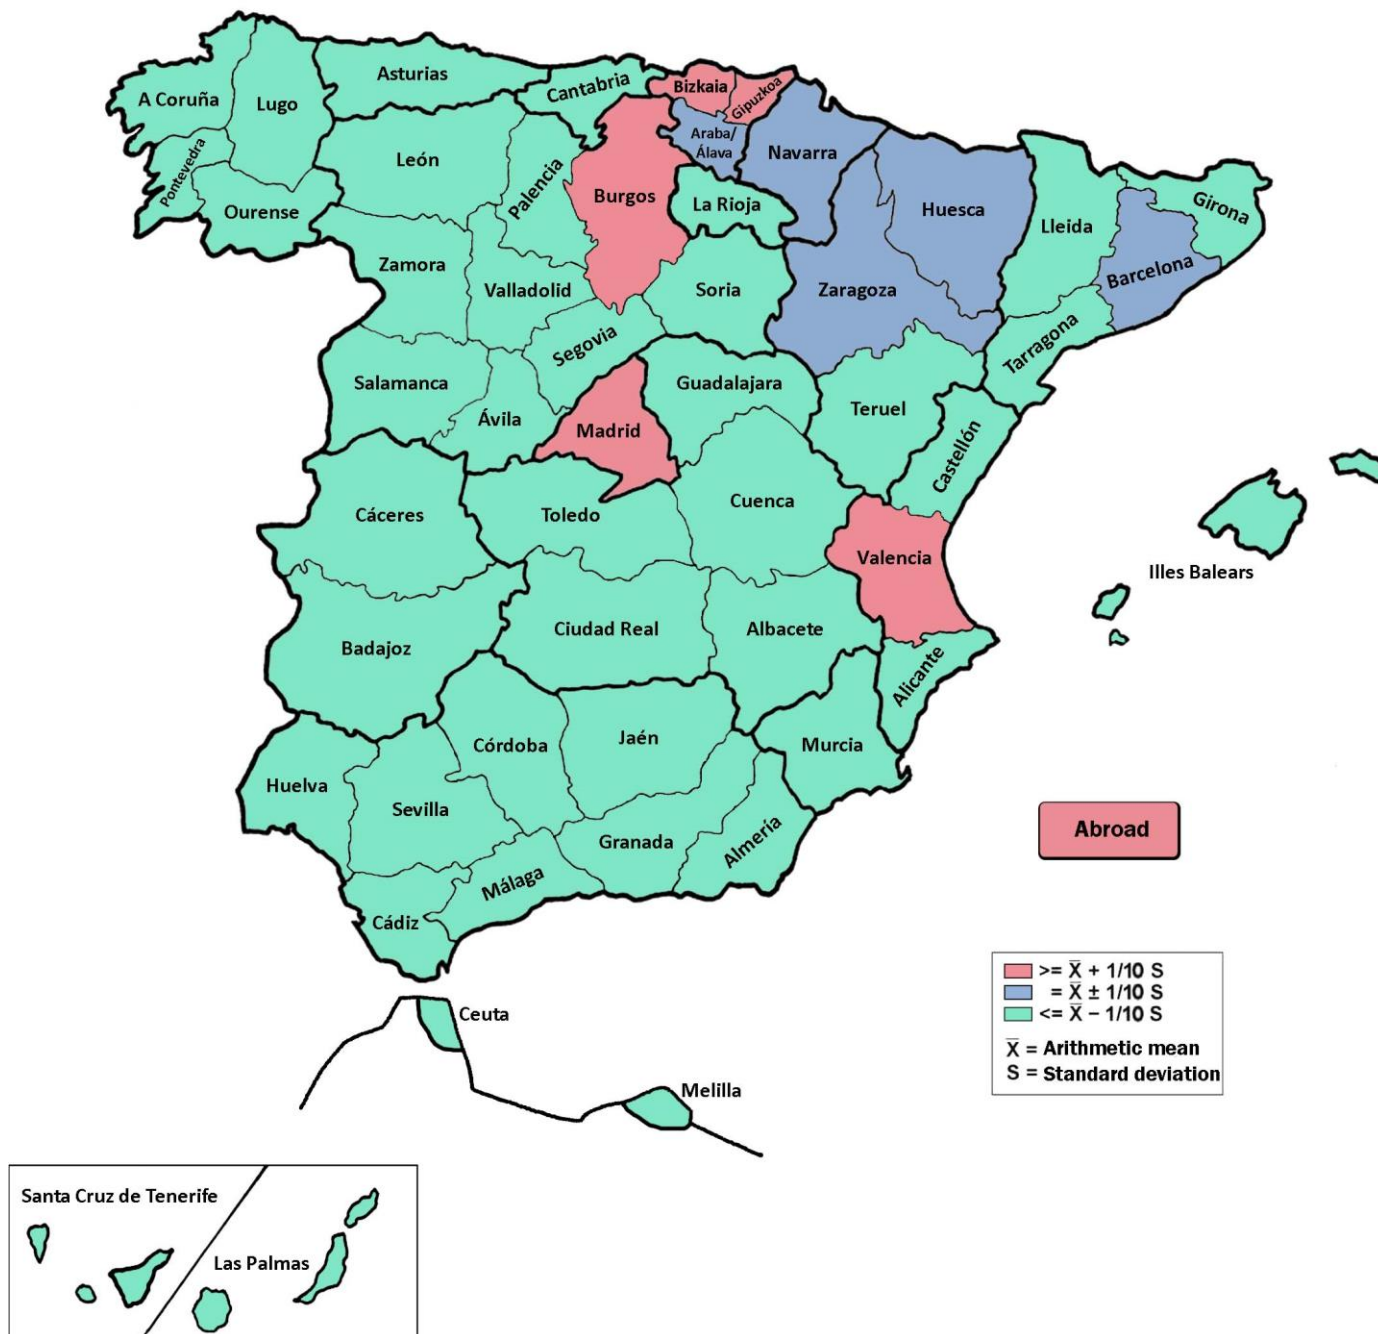 Asturias
Cantabria
Bizkaia
Gipuzkoa
A Coruña
Lugo
Araba/
Álava
Navarra
León
Pontevedra
Palencia
Burgos
La Rioja
Huesca
Girona
Ourense
Lleida
Zamora
Valladolid
Soria
Zaragoza
Barcelona
Segovia
Tarragona
Salamanca
Guadalajara
Ávila
Madrid
Teruel
Castellón
Cáceres
Toledo
Cuenca
Valencia
Illes Balears
Badajoz
Ciudad Real
Albacete
Alicante
Córdoba
Jaén
Murcia
Huelva
Sevilla
Granada
Almería
Abroad
Málaga
Cádiz
>= X̅ + 1/10 S
= X̅ ± 1/10 S
<= X̅ − 1/10 S
X̅ = Arithmetic mean
S = Standard deviation
Ceuta
Melilla
Santa Cruz de Tenerife
Las Palmas